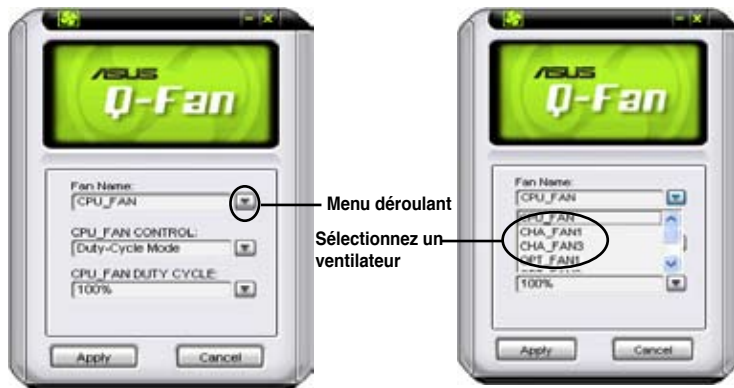 ASUS
Q-Fan
Fan Name:
CPU_FAN
CPU_FAN CONTROL:
Duty-Cycle Mode
CPU_FAN DUTY CYCLE:
100%
Apply
Cancel
Menu déroulant
Sélectionnez un
ventilateur
ASUS
Q-Fan
Fan Name:
CPU_FAN
CPU_FAN
CHA_FAN1
CHA_FAN3
OPT_FAN1
100%
Apply
Cancel